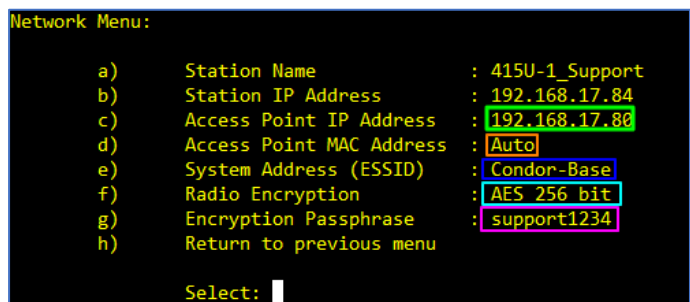 Network Menu:
a) Station Name : 415U-1_Support
b) Station IP Address : 192.168.17.84
c) Access Point IP Address : 192.168.17.80
d) Access Point MAC Address : Auto
e) System Address (ESSID) : Condor-Base
f) Radio Encryption : AES 256 bit
g) Encryption Passphrase : support1234
h) Return to previous menu
Select: